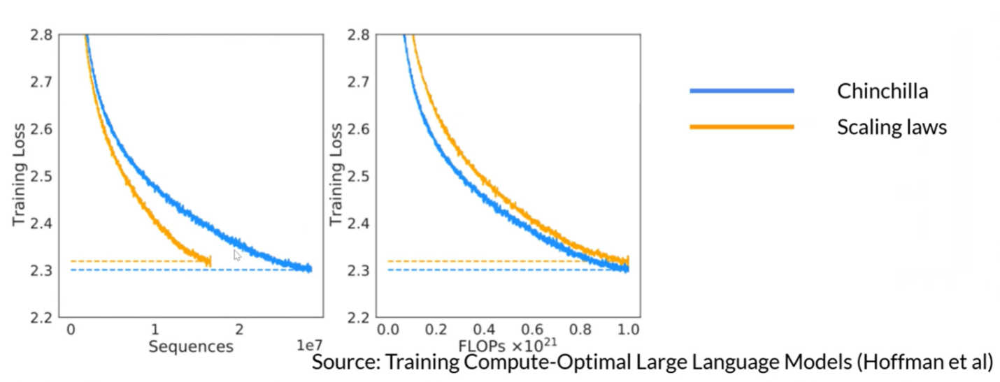 2.8
2.7
2.6
2.5
2.4
2.3
2.2
Training Loss
0 1 2
Sequences
1e7
2.8
2.7
2.6
2.5
2.4
2.3
2.2
Training Loss
0.0 0.2 0.4 0.6 0.8 1.0
FLOPs ×10²¹
Chinchilla
Scaling laws
Source: Training Compute-Optimal Large Language Models (Hoffman et al)